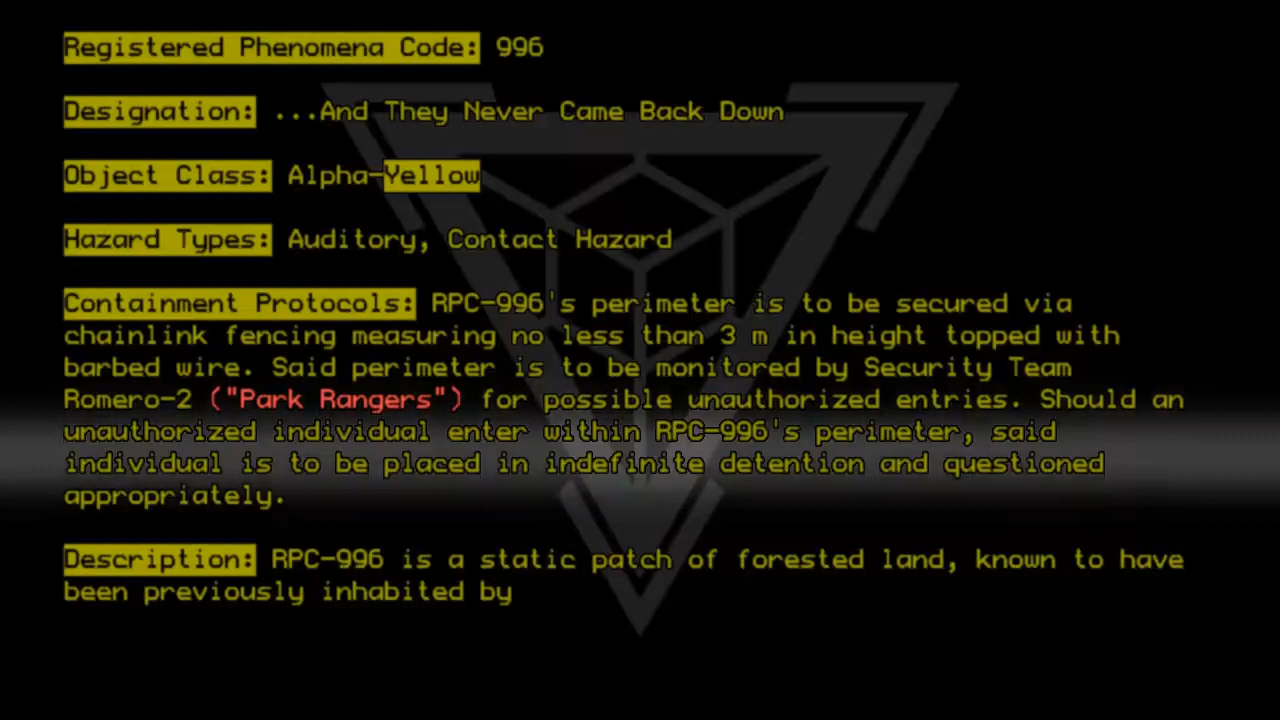 Registered Phenomena Code: 996
Designation: ...And They Never Came Back Down
Object Class: Alpha-Yellow
Hazard Types: Auditory, Contact Hazard
Containment Protocols: RPC-996's perimeter is to be secured via
chainlink fencing measuring no less than 3 m in height topped with
barbed wire. Said perimeter is to be monitored by Security Team
Romero-2 ("Park Rangers") for possible unauthorized entries. Should an
unauthorized individual enter within RPC-996's perimeter, said
individual is to be placed in indefinite detention and questioned
appropriately.
Description: RPC-996 is a static patch of forested land, known to have
been previously inhabited by